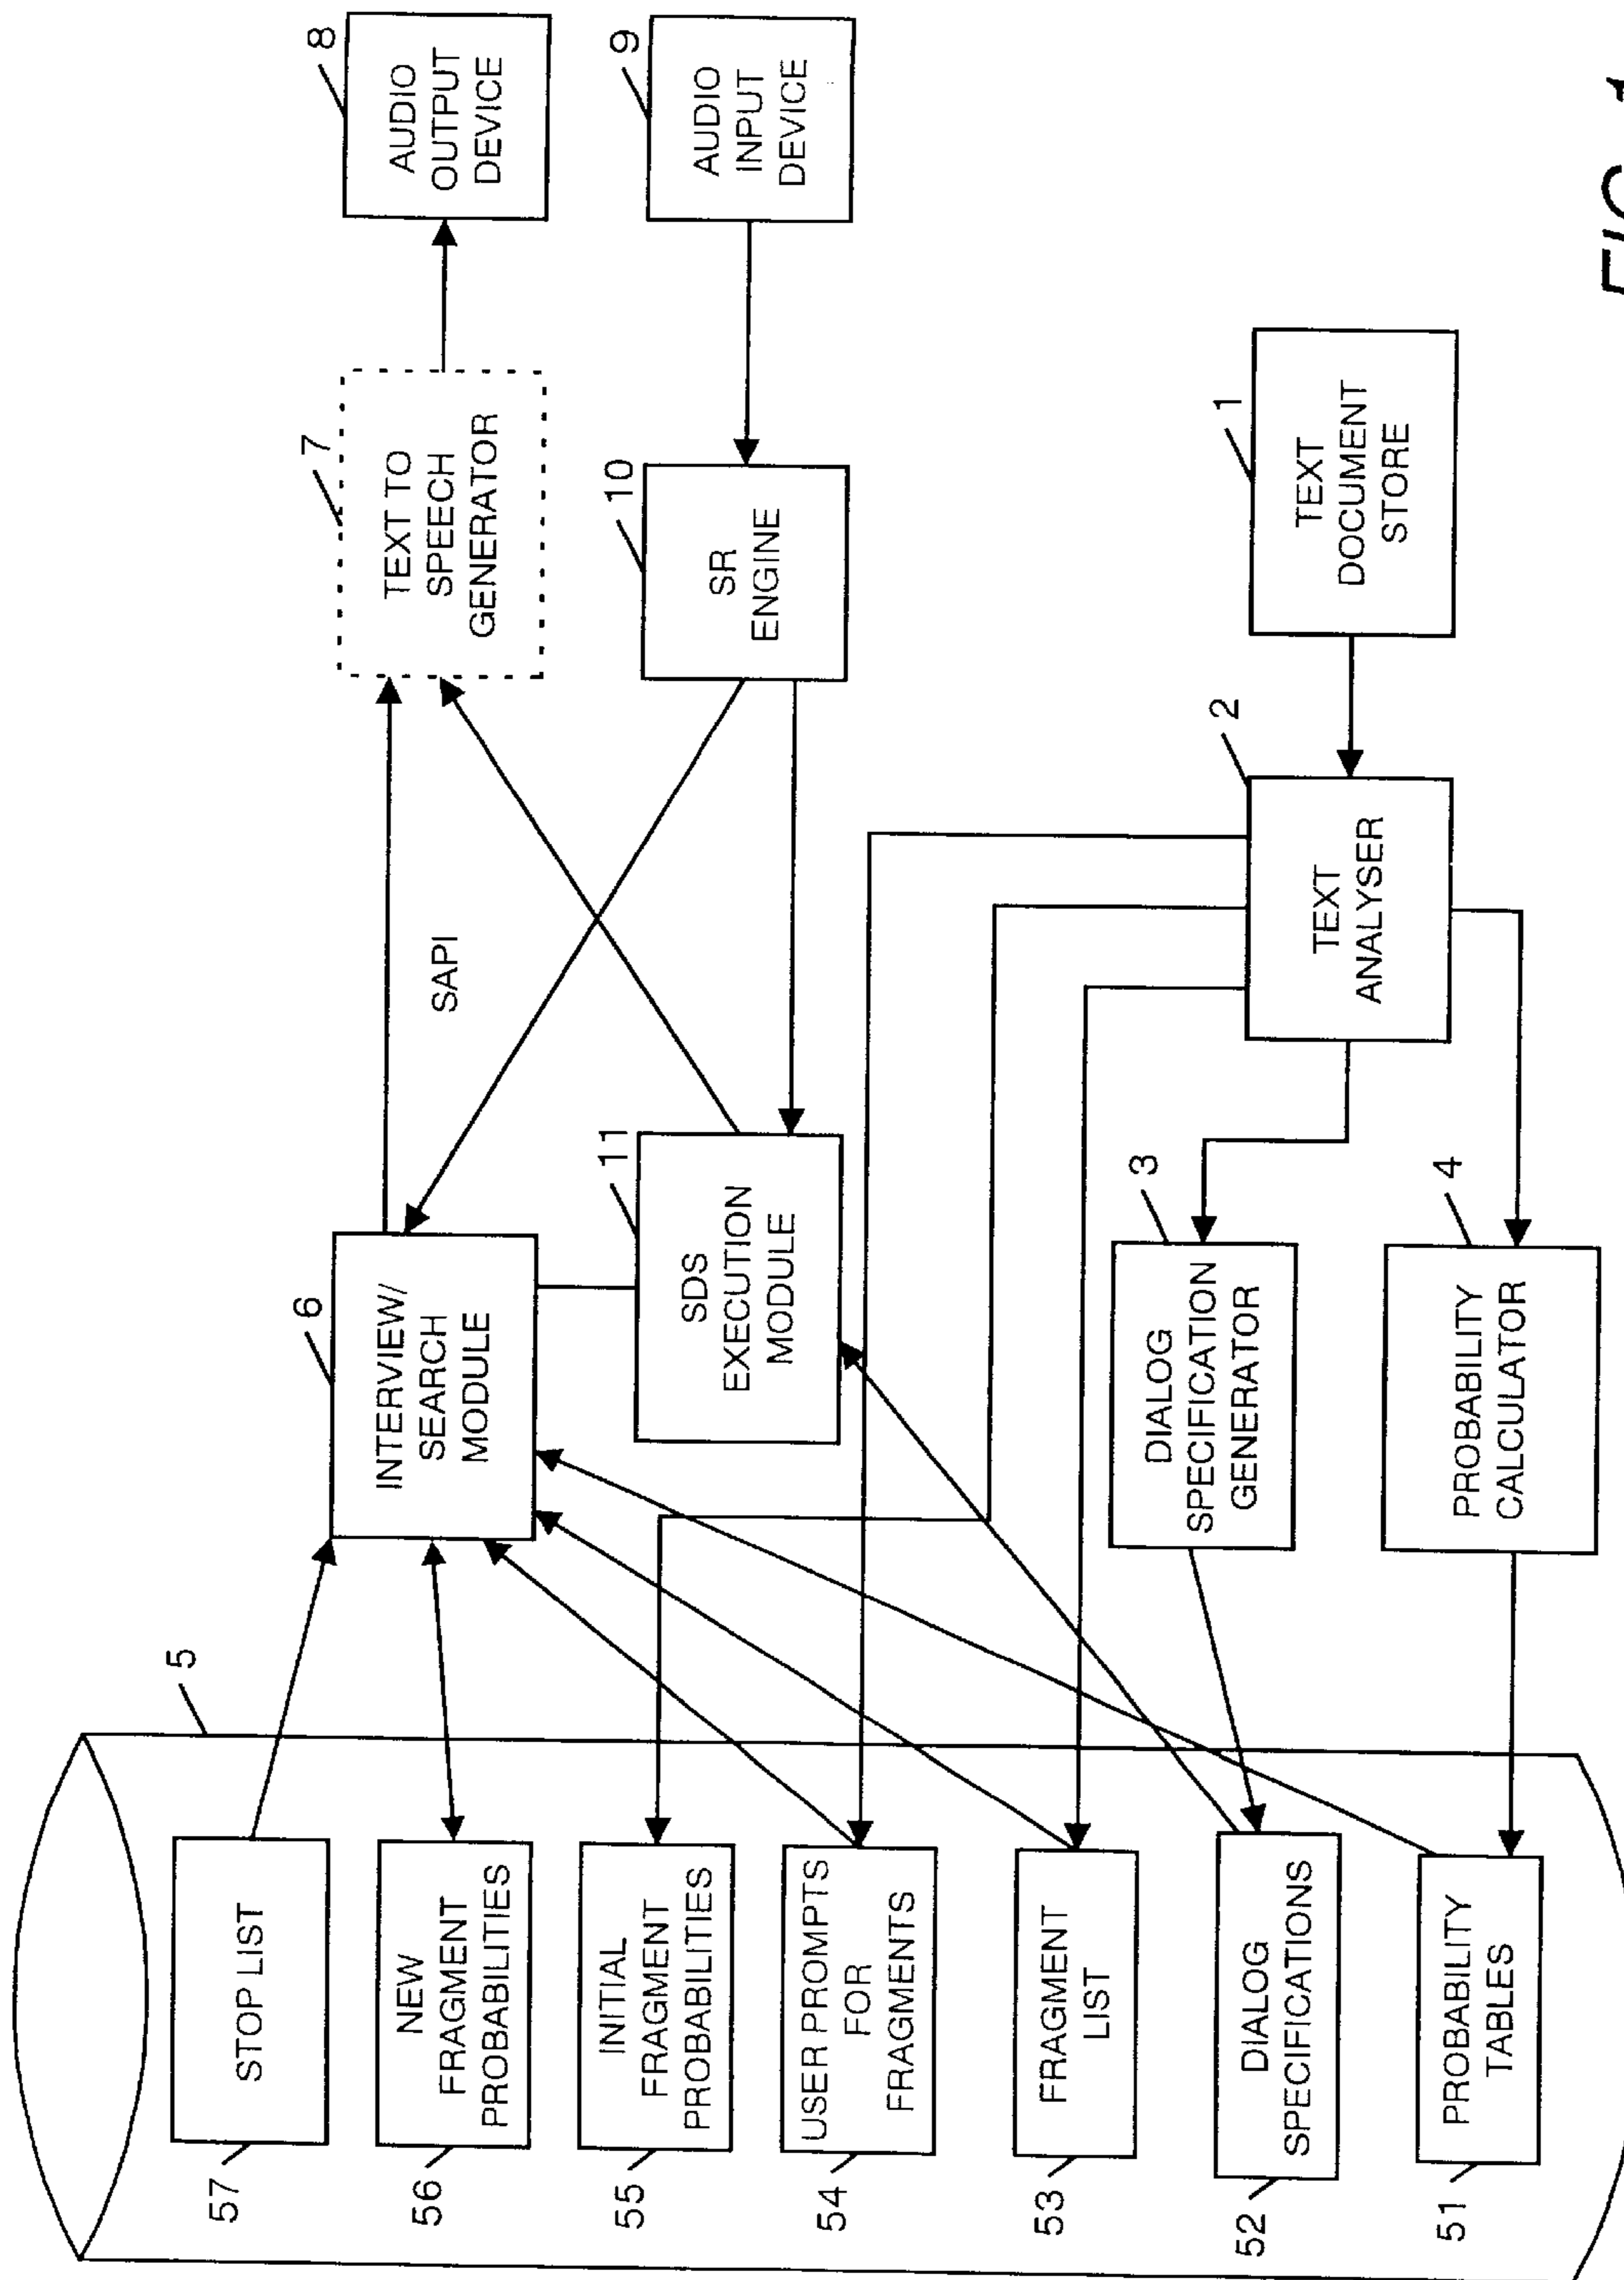 5
57
STOP LIST
56
NEW
FRAGMENT
PROBABILITIES
55
INITIAL
FRAGMENT
PROBABILITIES
54
USER PROMPTS
FOR
FRAGMENTS
53
FRAGMENT
LIST
52
DIALOG
SPECIFICATIONS
51
PROBABILITY
TABLES
6
INTERVIEW/
SEARCH
MODULE
11
SDS
EXECUTION
MODULE
3
DIALOG
SPECIFICATION
GENERATOR
4
PROBABILITY
CALCULATOR
SAPI
7
TEXT TO
SPEECH
GENERATOR
10
SR
ENGINE
2
TEXT
ANALYSER
8
AUDIO
OUTPUT
DEVICE
9
AUDIO
INPUT
DEVICE
1
TEXT
DOCUMENT
STORE